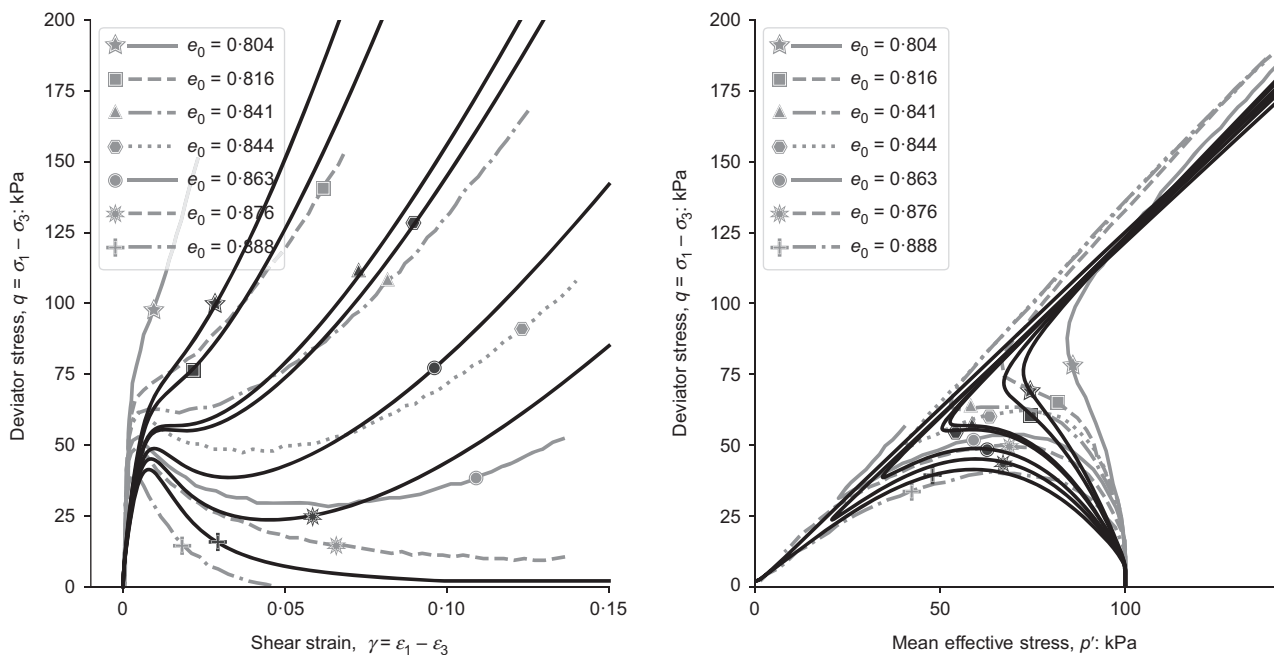 200
175
150
125
100
75
50
25
0
Deviator stress, q = σ1 – σ3: kPa
e0 = 0·804
e0 = 0·816
e0 = 0·841
e0 = 0·844
e0 = 0·863
e0 = 0·876
e0 = 0·888
0 0·05 0·10 0·15
Shear strain, γ = ε1 – ε3
200
175
150
125
100
75
50
25
0
Deviator stress, q = σ1 – σ3: kPa
e0 = 0·804
e0 = 0·816
e0 = 0·841
e0 = 0·844
e0 = 0·863
e0 = 0·876
e0 = 0·888
0 50 100
Mean effective stress, p′: kPa